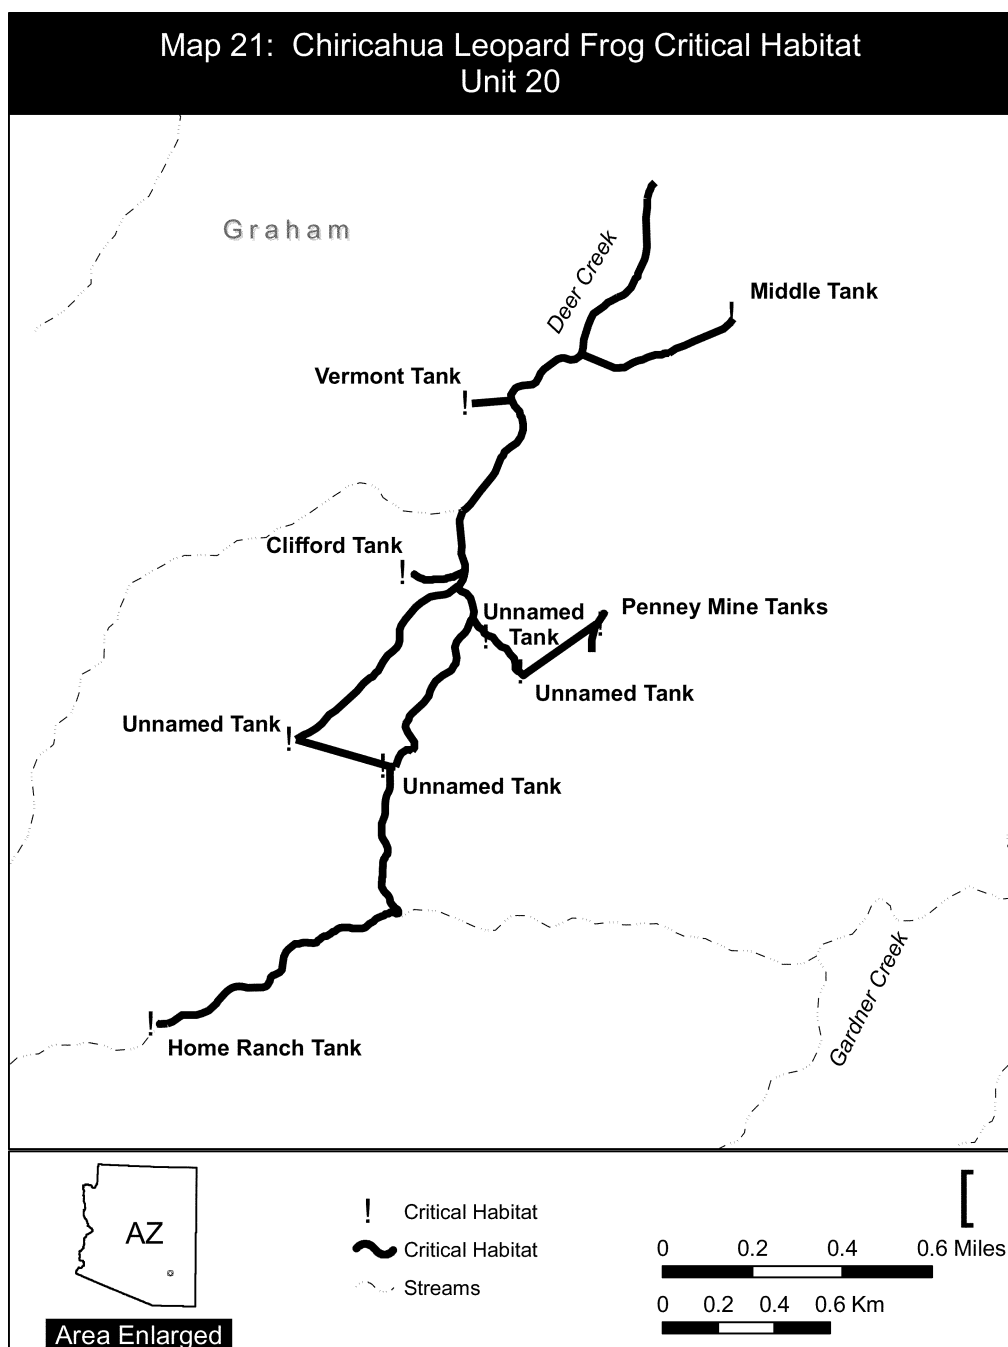 Map 21: Chiricahua Leopard Frog Critical Habitat
Unit 20
Graham
Deer Creek
Middle Tank
!
Vermont Tank
!
Clifford Tank
!
Unnamed
Tank
!
Penney Mine Tanks
!
Unnamed Tank
!
Unnamed Tank
!
Unnamed Tank
!
Gardner Creek
Home Ranch Tank
!
AZ
Area Enlarged
! Critical Habitat
Critical Habitat
Streams
[
0 0.2 0.4 0.6 Miles
0 0.2 0.4 0.6 Km